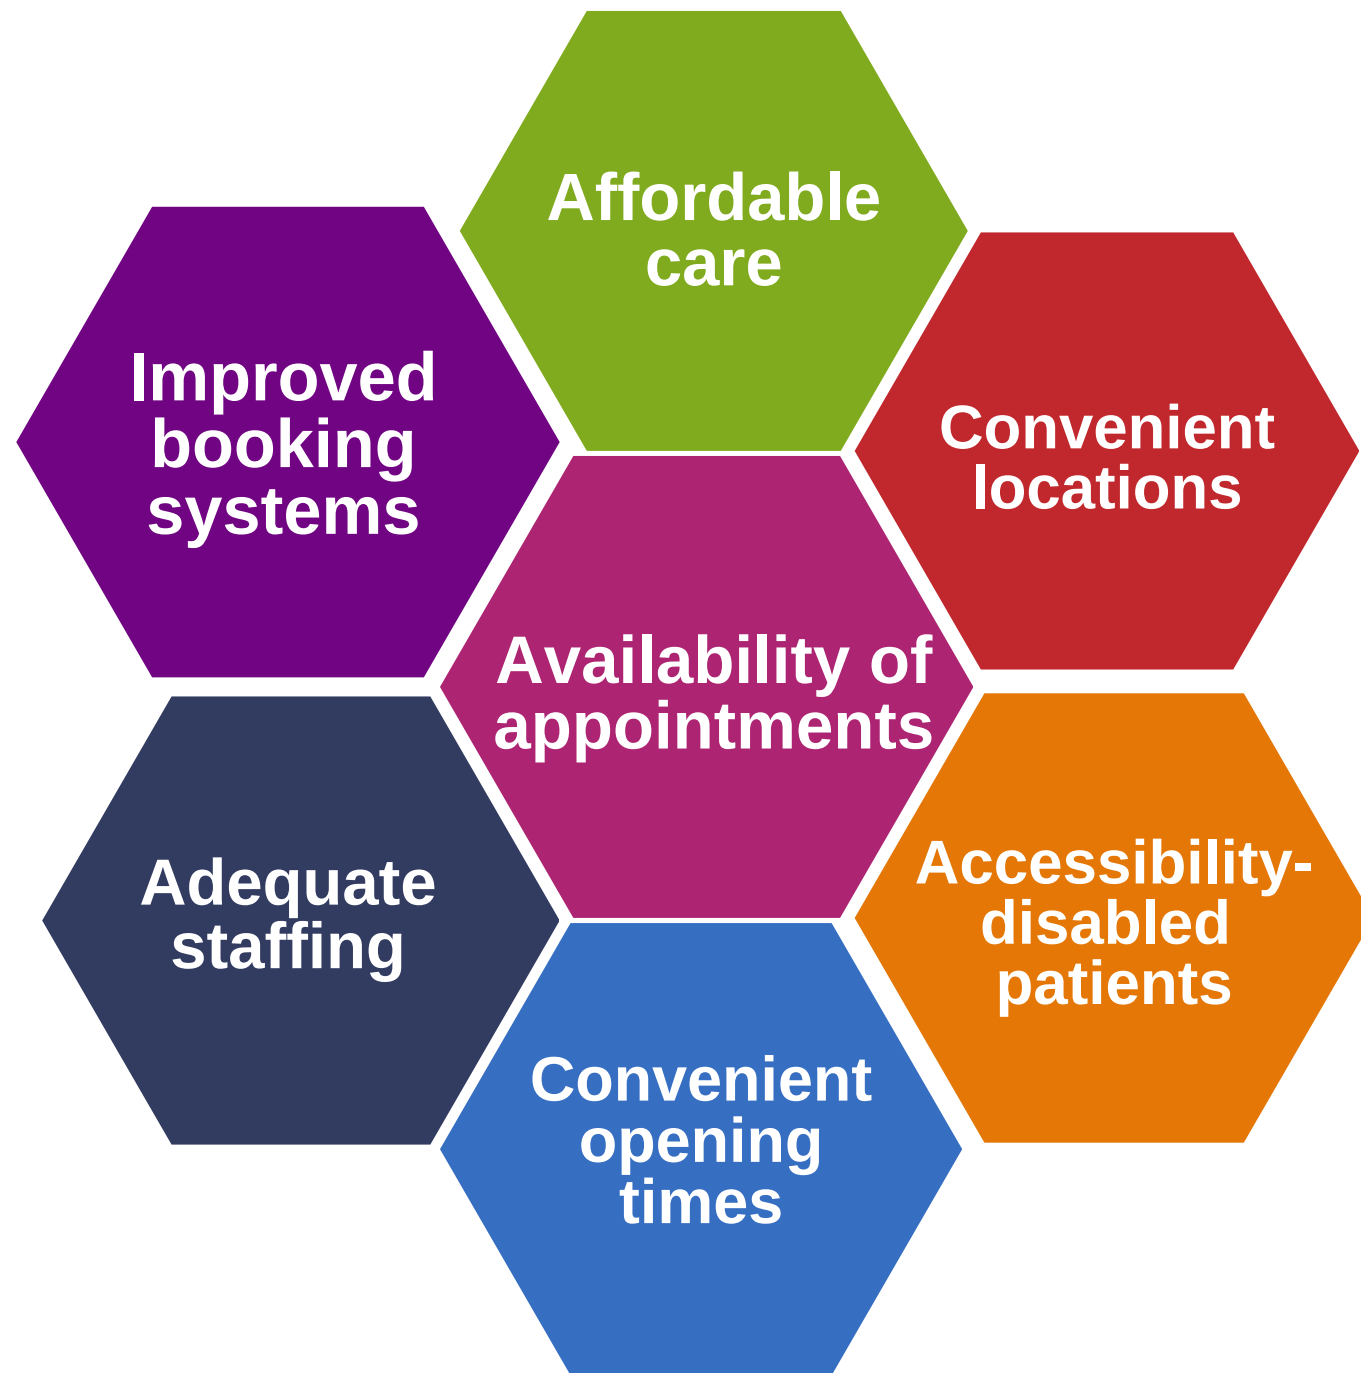 Affordable
care
Improved
booking
systems
Convenient
locations
Availability of
appointments
Adequate
staffing
Accessibility-
disabled
patients
Convenient
opening
times